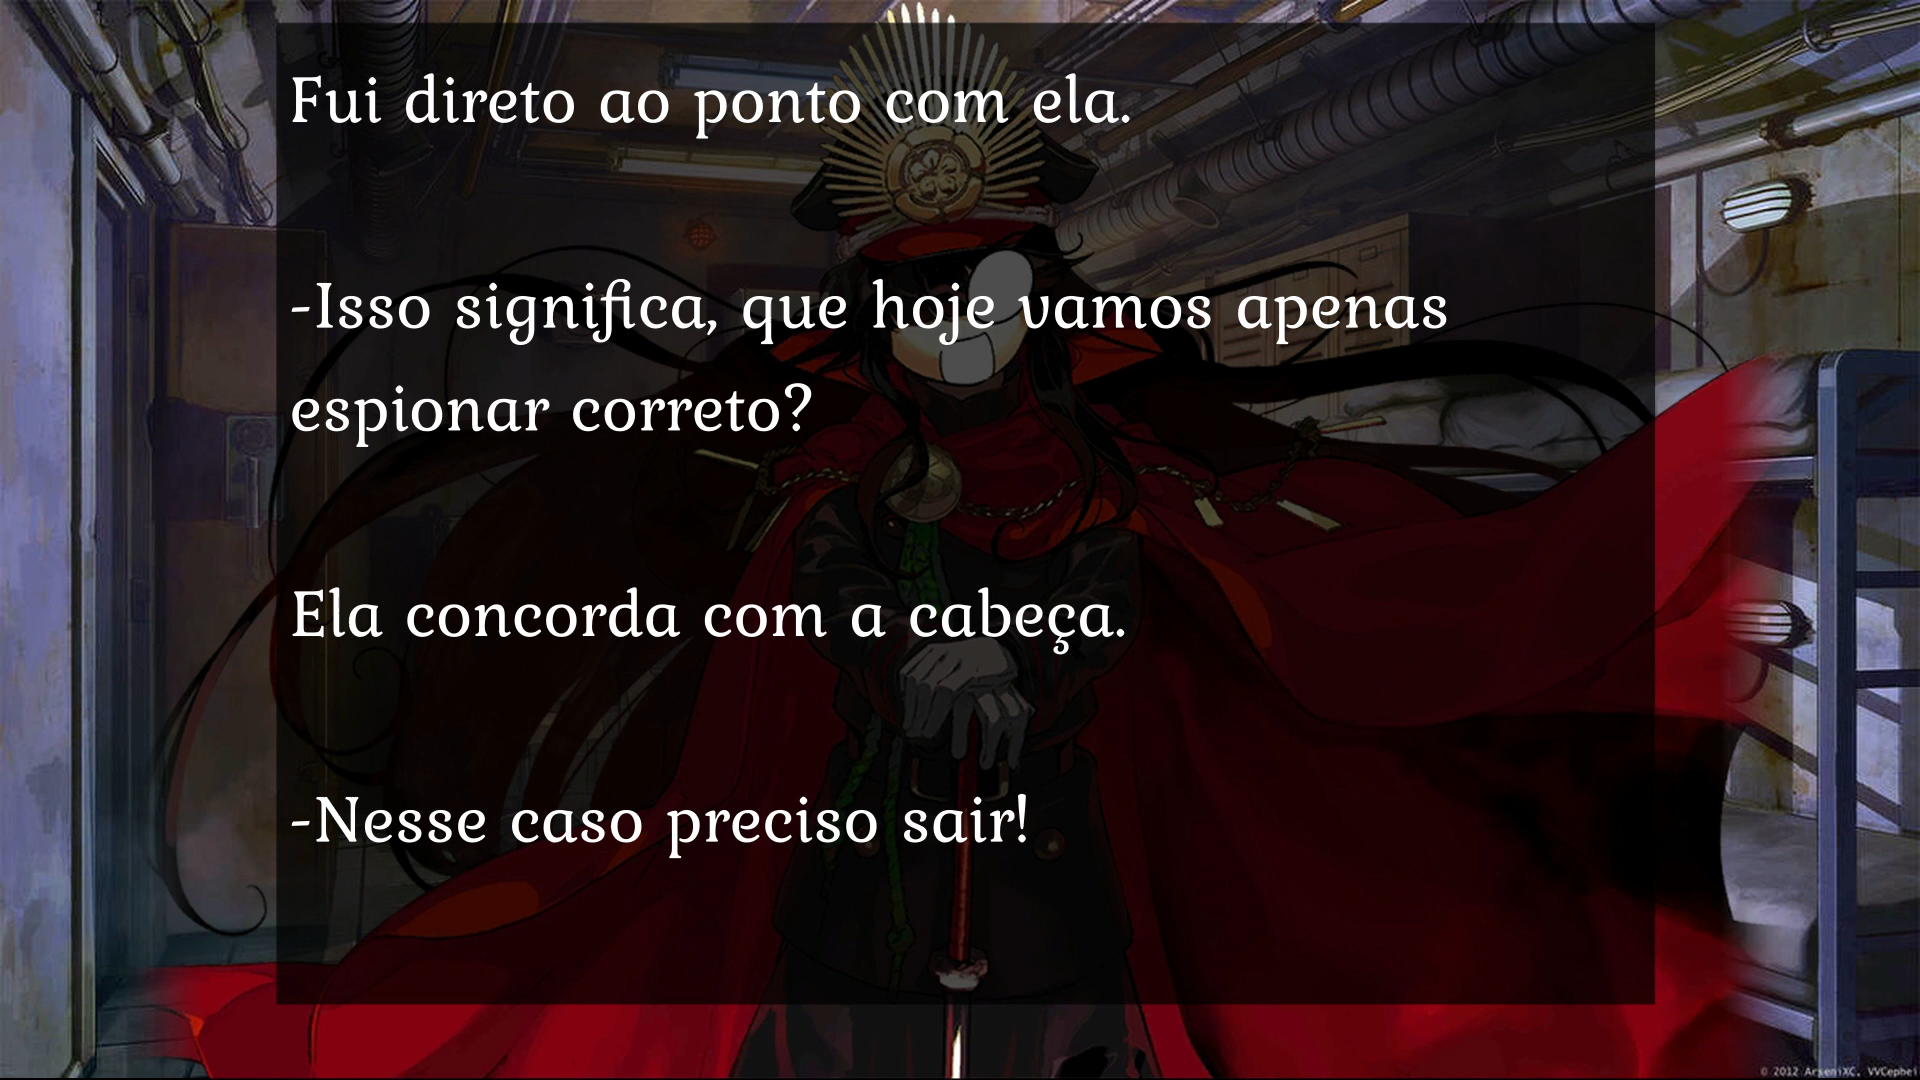 Fui direto ao ponto com ela.
-Isso significa, que hoje vamos apenas
espionar correto?
Ela concorda com a cabeça.
-Nesse caso preciso sair!
© 2012 ArseniXC, VVCephei